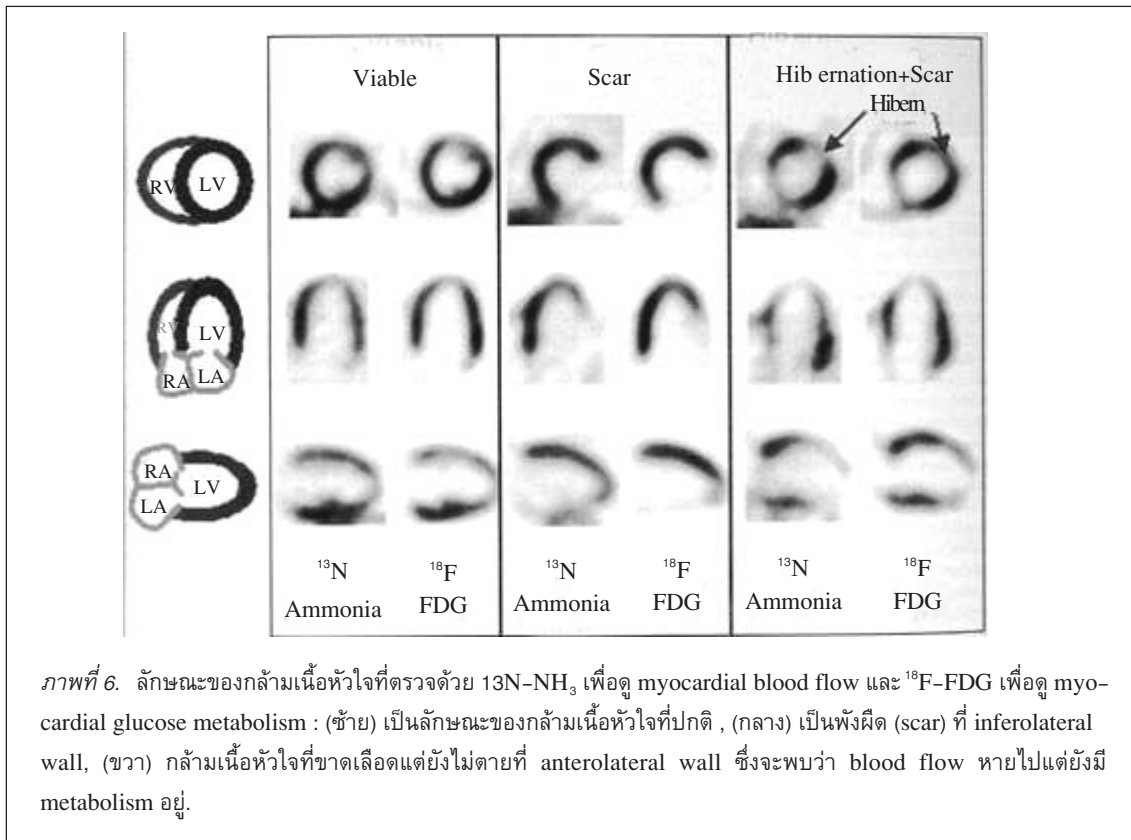 Viable
Scar
Hib ernation+Scar
Hibern
RV LV
RV LV
RA LA
RA
LV
LA
¹³N ¹⁸F ¹³N ¹⁸F ¹³N ¹⁸F
Ammonia FDG Ammonia FDG Ammonia FDG
ภาพที่ 6. ลักษณะของกล้ามเนื้อหัวใจที่ตรวจด้วย 13N-NH₃ เพื่อดู myocardial blood flow และ ¹⁸F-FDG เพื่อดู myo-
cardial glucose metabolism : (ซ้าย) เป็นลักษณะของกล้ามเนื้อหัวใจที่ปกติ , (กลาง) เป็นพังผืด (scar) ที่ inferolateral
wall, (ขวา) กล้ามเนื้อหัวใจที่ขาดเลือดแต่ยังไม่ตายที่ anterolateral wall ซึ่งจะพบว่า blood flow หายไปแต่ยังมี
metabolism อยู่.